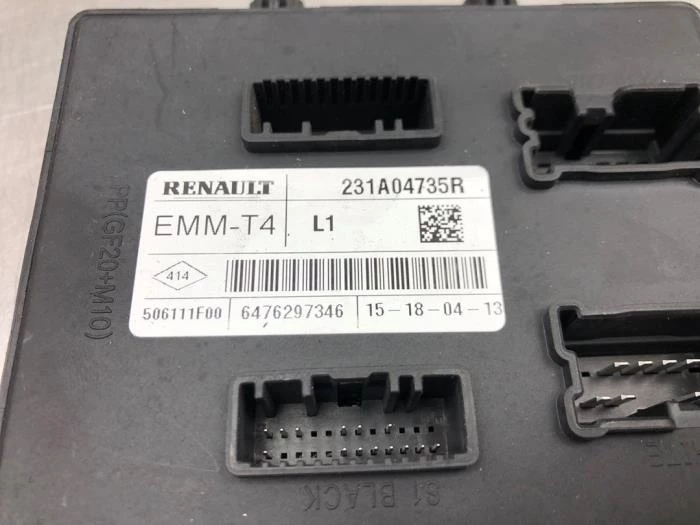 RENAULT 231A04735R
EMM-T4 L1
414
506111F00 6476297346 15-18-04-13
PP(GF20+M10)
S1 BLACK